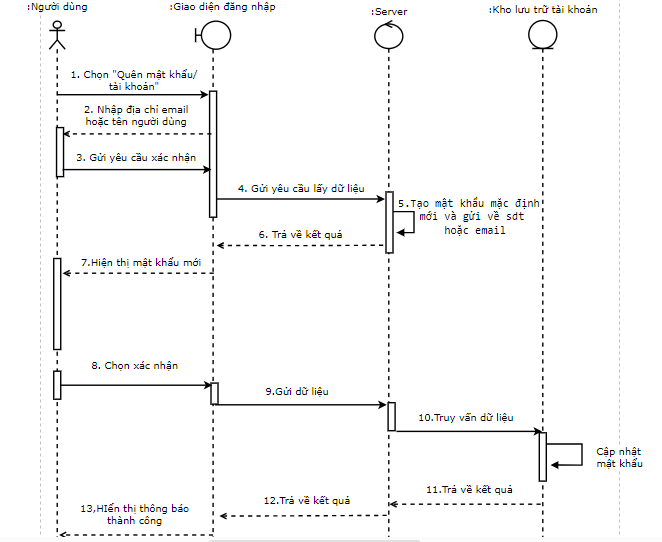 :Người dùng
:Giao diện đăng nhập
:Server
:Kho lưu trữ tài khoản
1. Chọn "Quên mật khẩu/
tài khoản"
2. Nhập địa chỉ email
hoặc tên người dùng
3. Gửi yêu cầu xác nhận
4. Gửi yêu cầu lấy dữ liệu
5.Tạo mật khẩu mặc định
mới và gửi về sdt
hoặc email
6. Trả về kết quả
7.Hiện thị mật khẩu mới
8. Chọn xác nhận
9.Gửi dữ liệu
10.Truy vấn dữ liệu
Cập nhật
mật khẩu
11.Trả về kết quả
12.Trả về kết quả
13,HIển thị thông báo
thành công